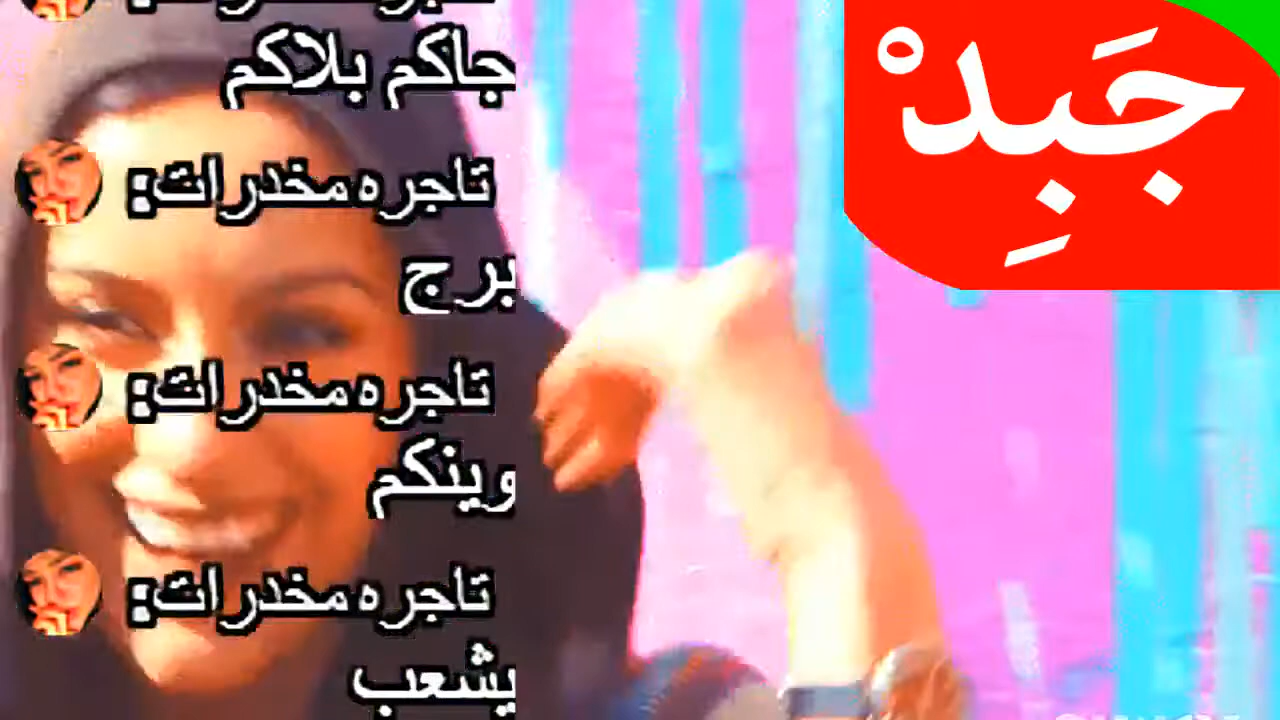 جَبِدْ
جاكم بلاكم
تاجره مخدرات:
برج
تاجره مخدرات:
وينكم
تاجره مخدرات:
يشعب